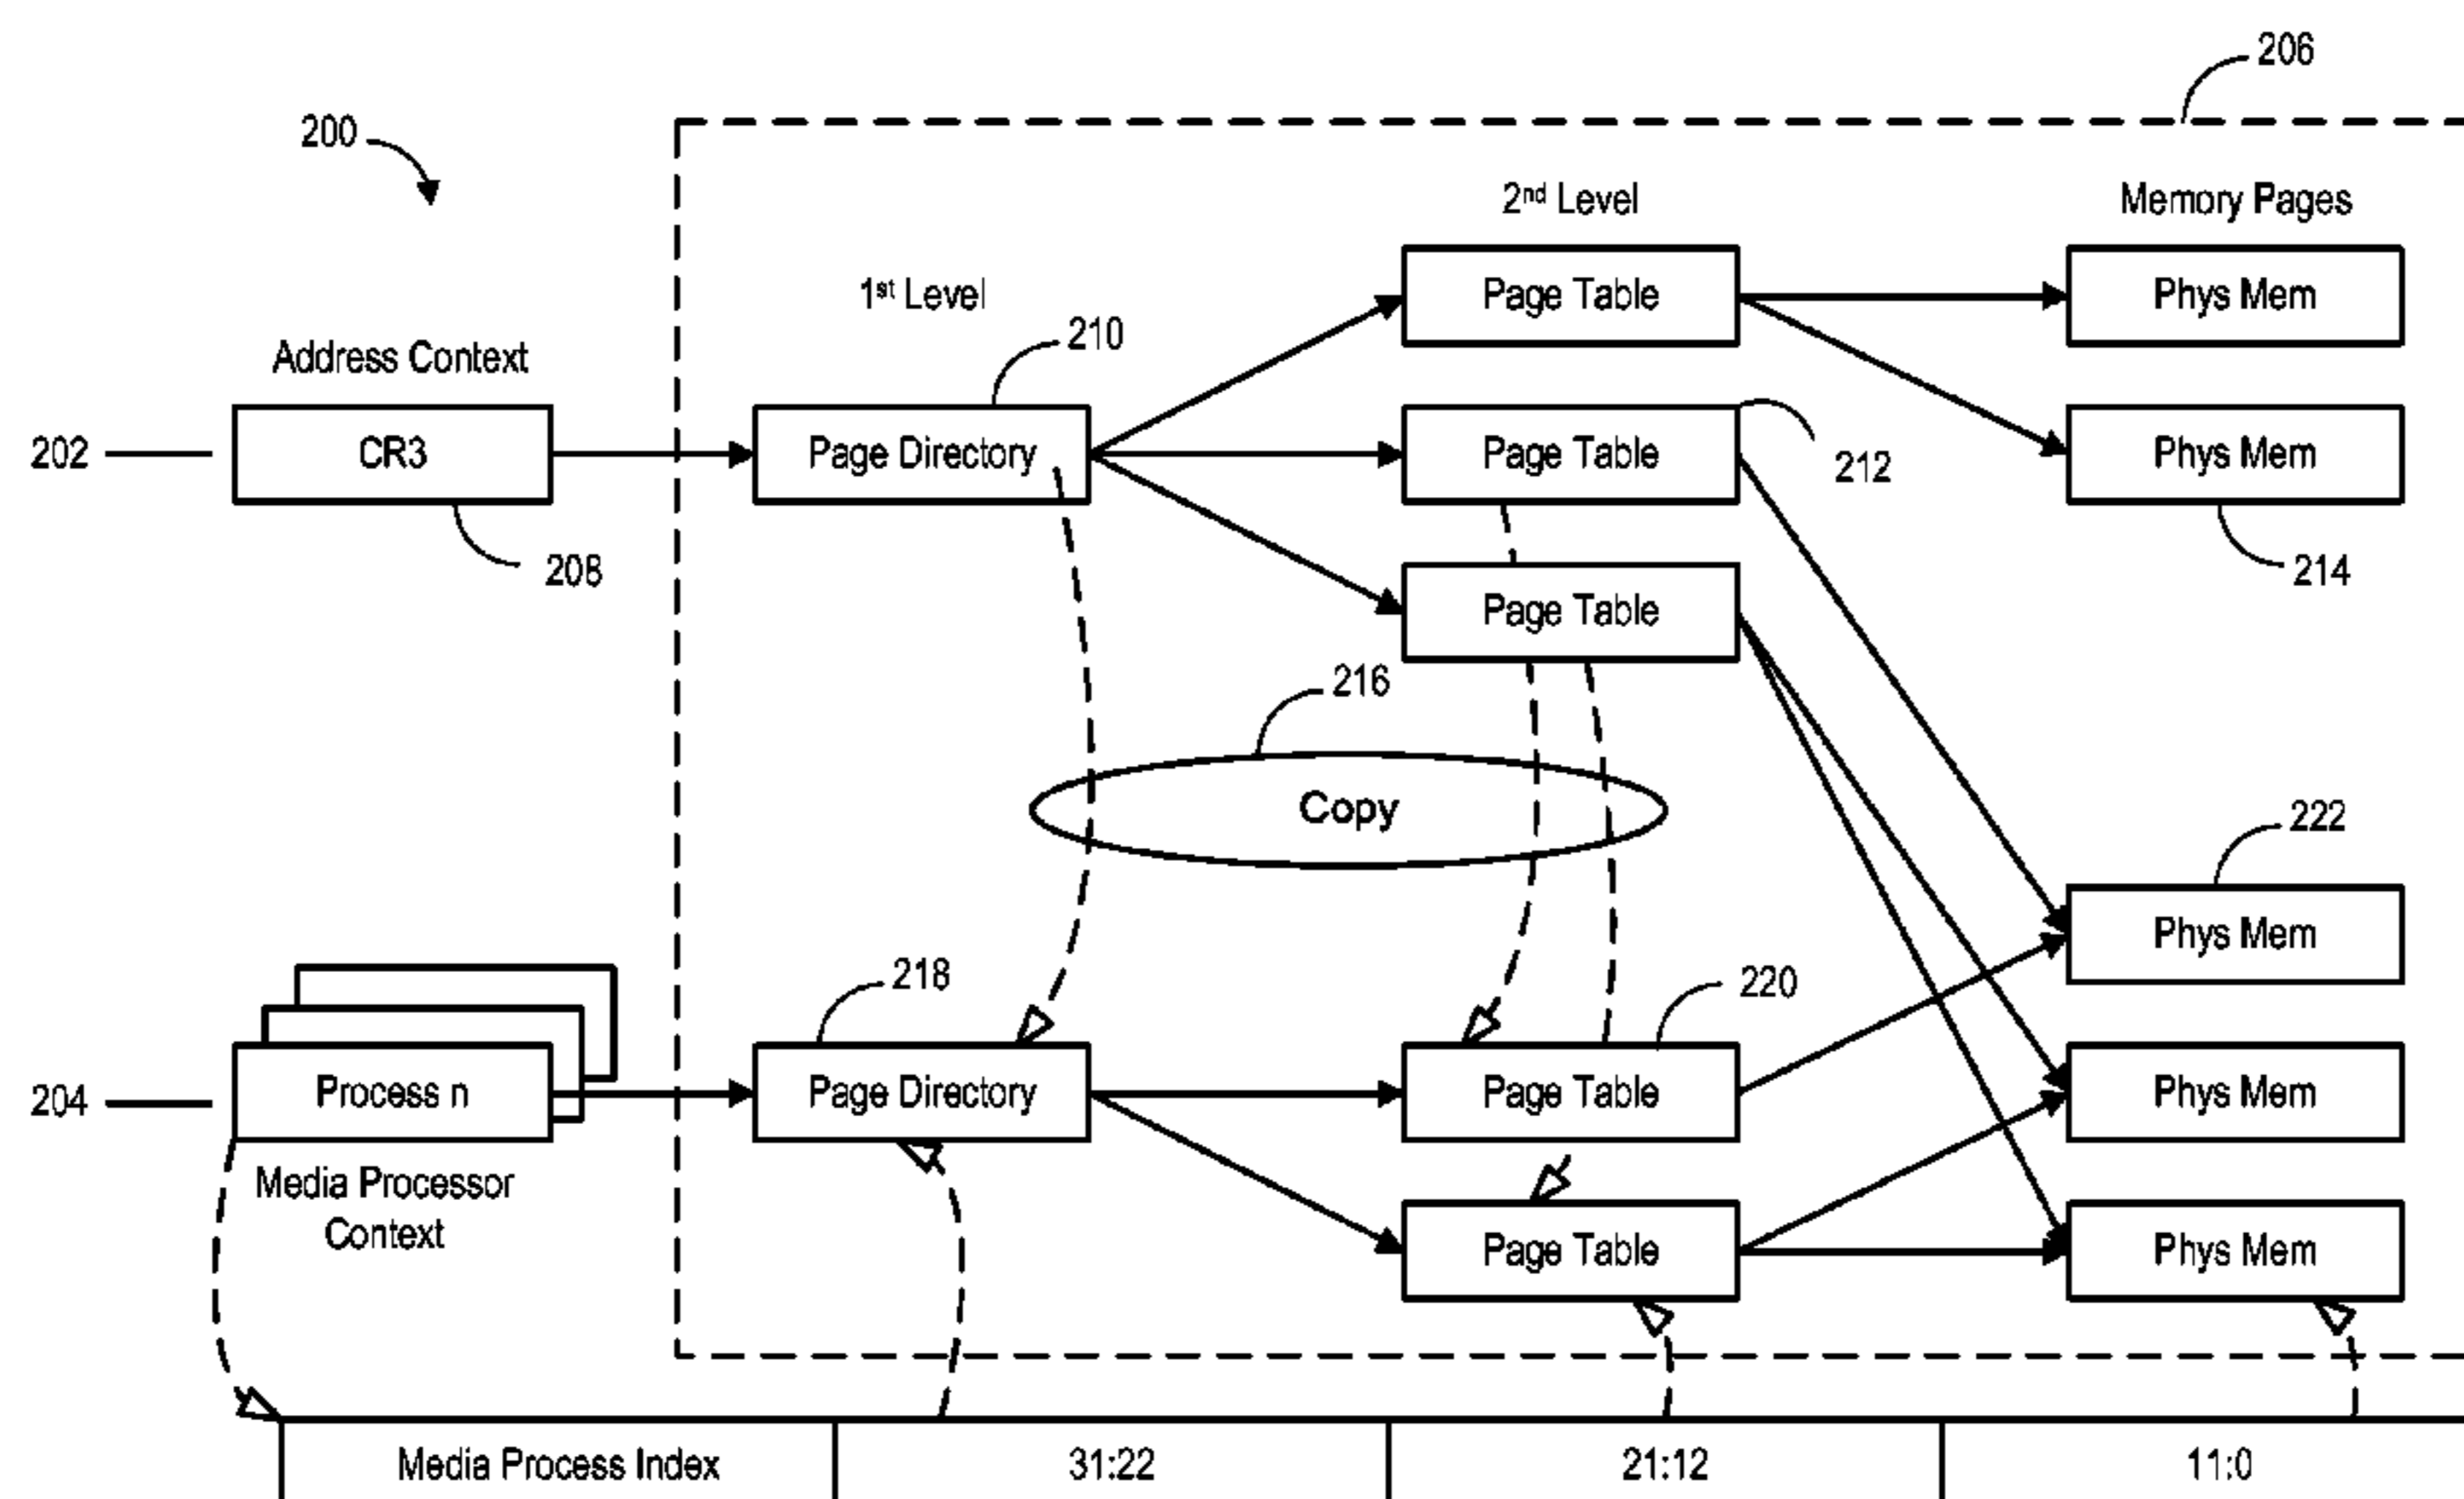 206
200
2nd Level
Memory Pages
1st Level
Page Table
Phys Mem
210
Address Context
202
CR3
Page Directory
Page Table
212
Phys Mem
208
214
Page Table
216
Copy
222
Phys Mem
218
220
204
Process n
Page Directory
Page Table
Phys Mem
Media Processor
Context
Page Table
Phys Mem
Media Process Index
31:22
21:12
11:0